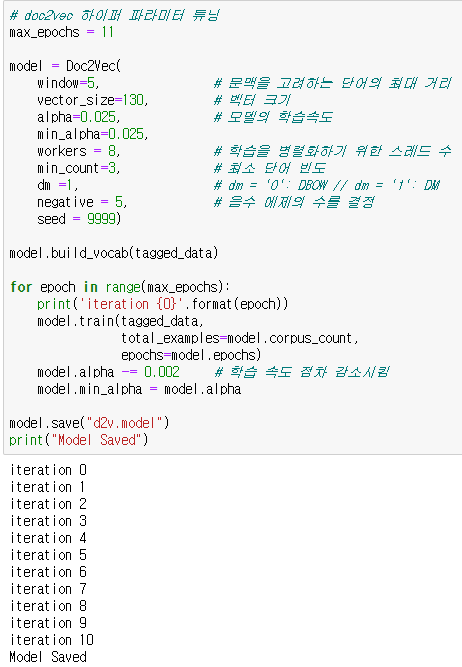 # doc2vec 하이퍼 파라미터 튜닝
max_epochs = 11

model = Doc2Vec(
    window=5,                # 문맥을 고려하는 단어의 최대 거리
    vector_size=130,         # 벡터 크기
    alpha=0.025,             # 모델의 학습속도
    min_alpha=0.025,
    workers = 8,             # 학습을 병렬화하기 위한 스레드 수
    min_count=3,             # 최소 단어 빈도
    dm =1,                   # dm = '0': DBOW // dm = '1': DM
    negative = 5,            # 음수 예제의 수를 결정
    seed = 9999)

model.build_vocab(tagged_data)

for epoch in range(max_epochs):
    print('iteration {0}'.format(epoch))
    model.train(tagged_data,
                total_examples=model.corpus_count,
                epochs=model.epochs)
    model.alpha -= 0.002     # 학습 속도 점차 감소시킴
    model.min_alpha = model.alpha

model.save("d2v.model")
print("Model Saved")
iteration 0
iteration 1
iteration 2
iteration 3
iteration 4
iteration 5
iteration 6
iteration 7
iteration 8
iteration 9
iteration 10
Model Saved